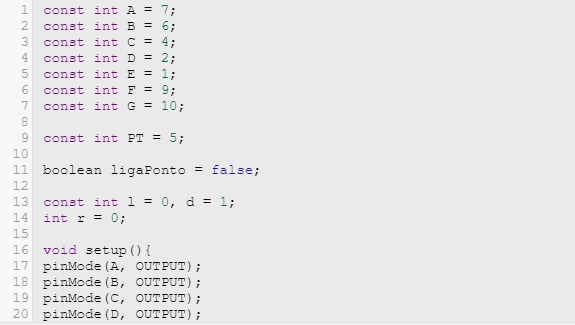 1 const int A = 7;
2 const int B = 6;
3 const int C = 4;
4 const int D = 2;
5 const int E = 1;
6 const int F = 9;
7 const int G = 10;
8
9 const int PT = 5;
10
11 boolean ligaPonto = false;
12
13 const int l = 0, d = 1;
14 int r = 0;
15
16 void setup(){
17 pinMode(A, OUTPUT);
18 pinMode(B, OUTPUT);
19 pinMode(C, OUTPUT);
20 pinMode(D, OUTPUT);